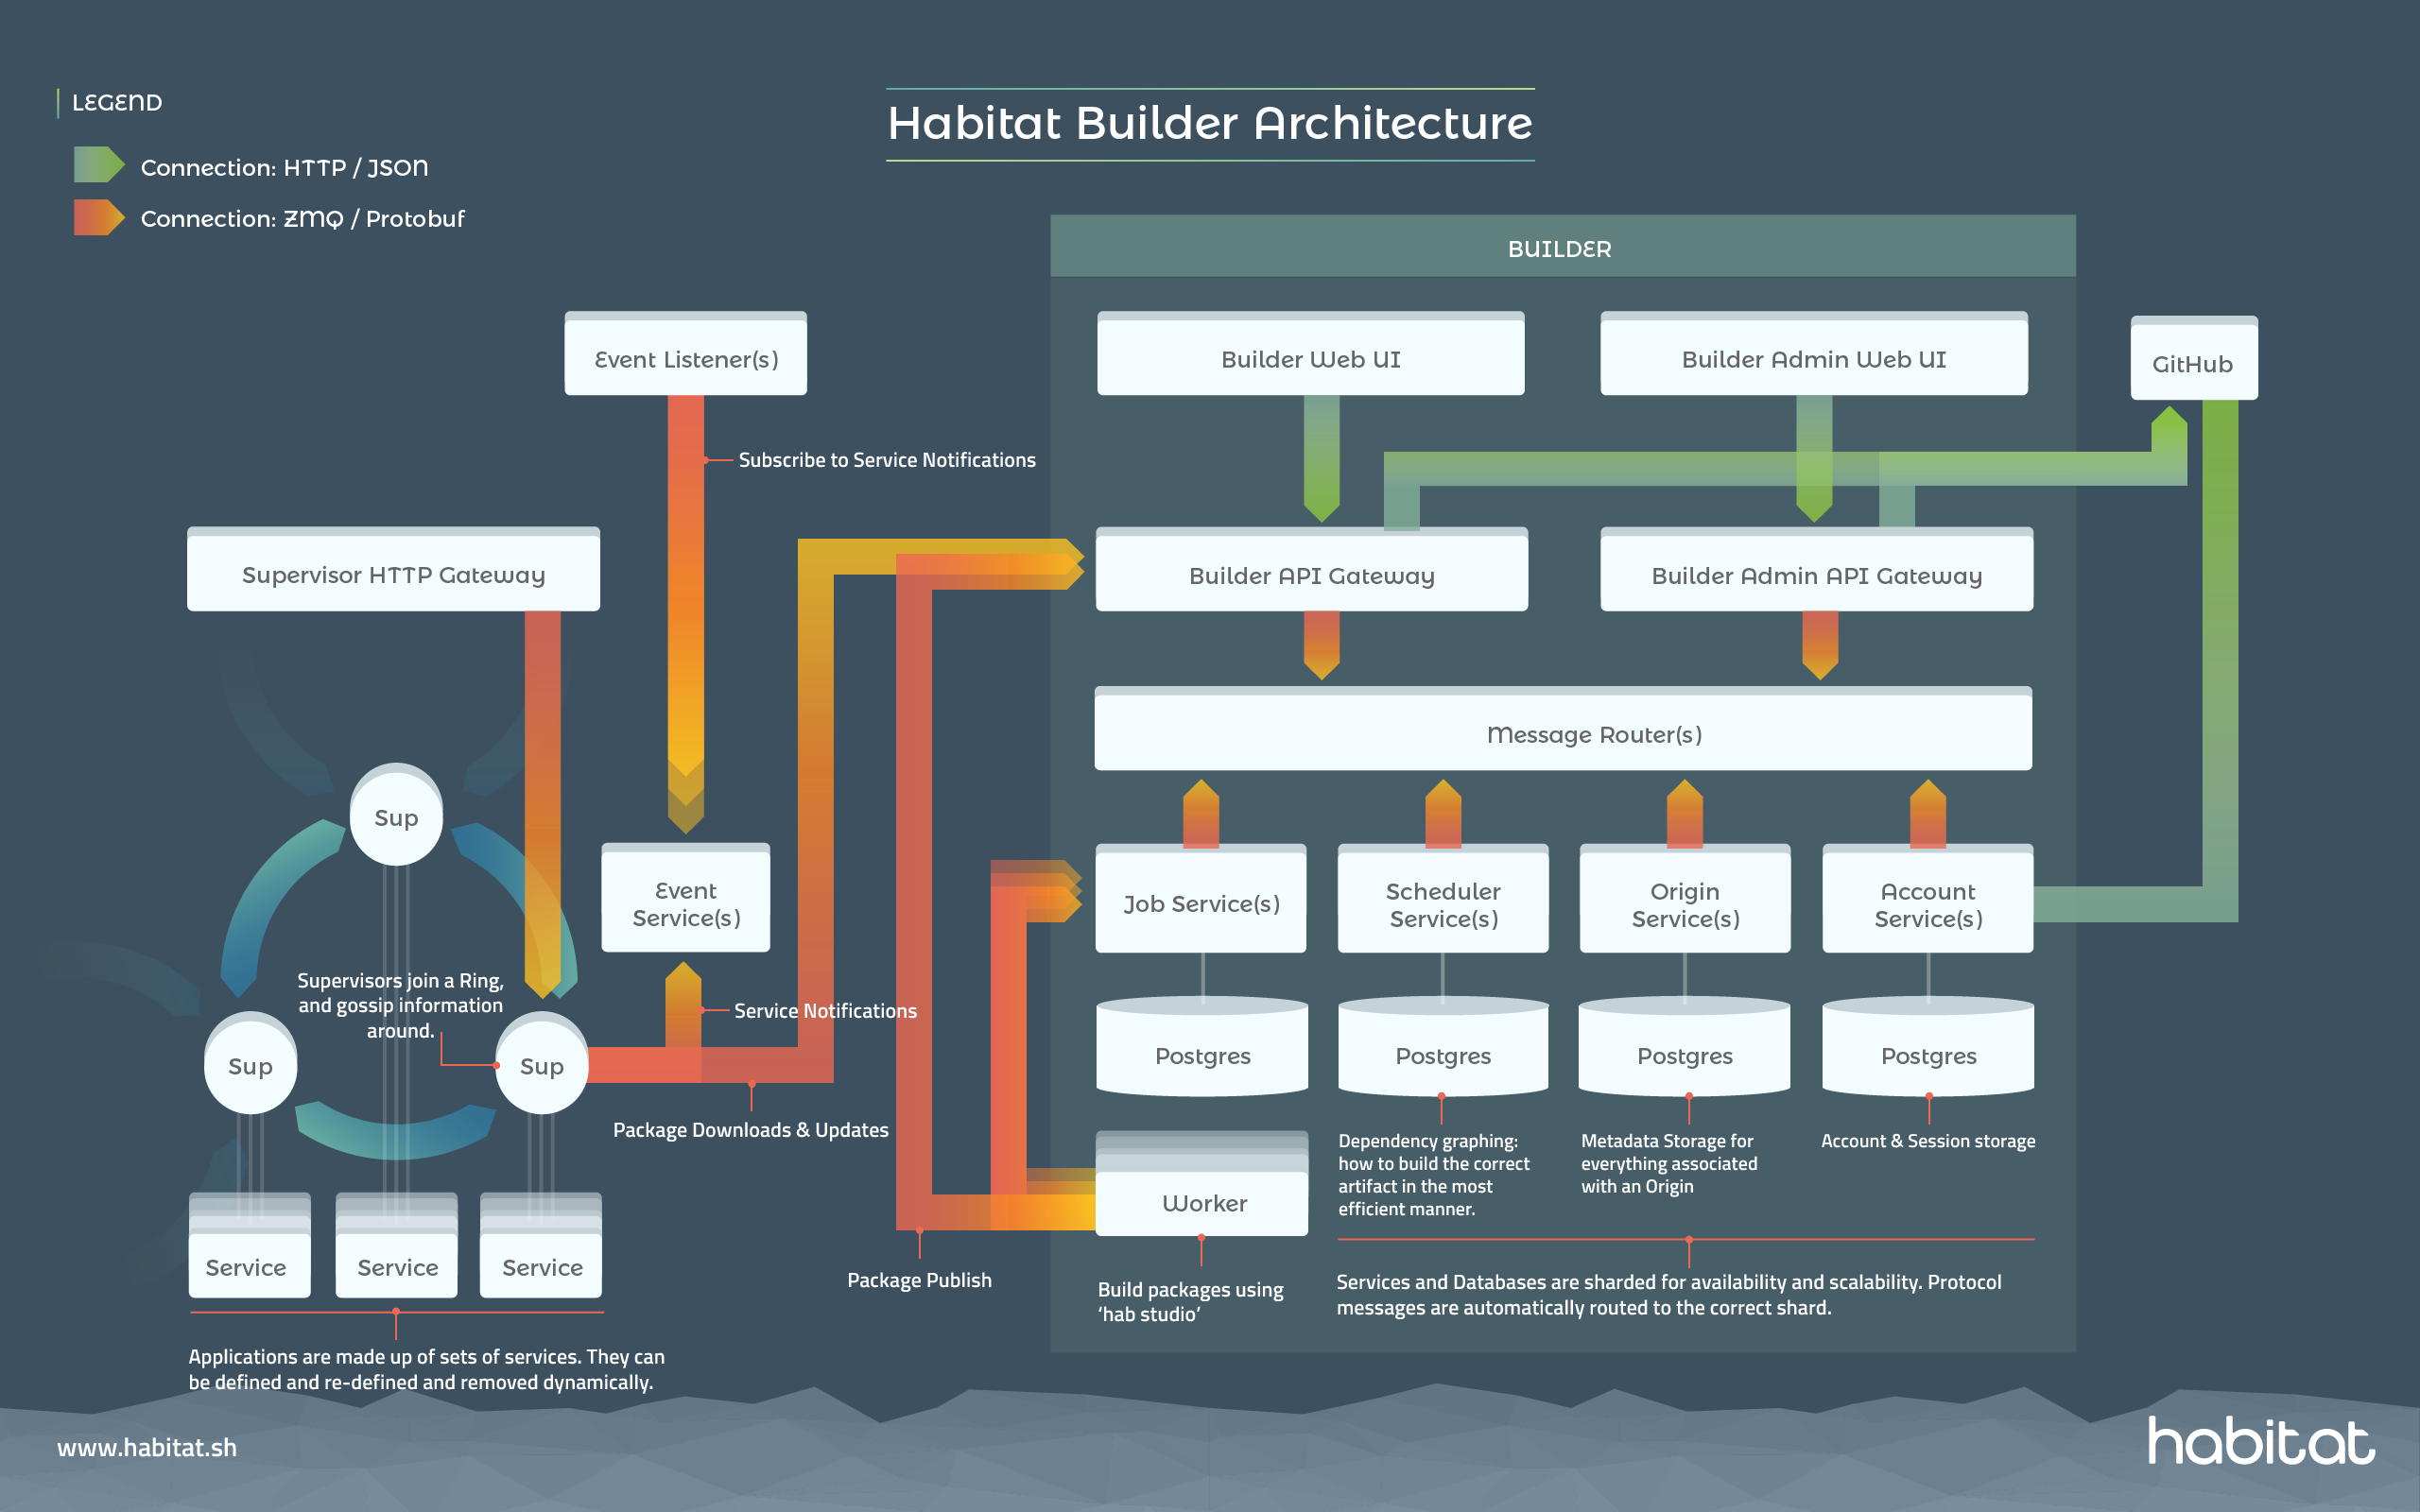 Habitat Builder Architecture
LEGEND
Connection: HTTP / JSON
Connection: ZMQ / Protobuf
BUILDER
Event Listener(s)
Builder Web UI
Builder Admin Web UI
GitHub
Subscribe to Service Notifications
Supervisor HTTP Gateway
Builder API Gateway
Builder Admin API Gateway
Message Router(s)
Sup
Event
Service(s)
Job Service(s)
Scheduler
Service(s)
Origin
Service(s)
Account
Service(s)
Supervisors join a Ring,
and gossip information
around.
Service Notifications
Sup
Sup
Postgres
Postgres
Postgres
Postgres
Package Downloads & Updates
Dependency graphing:
how to build the correct
artifact in the most
efficient manner.
Metadata Storage for
everything associated
with an Origin
Account & Session storage
Worker
Service
Service
Service
Package Publish
Build packages using
‘hab studio’
Services and Databases are sharded for availability and scalability. Protocol
messages are automatically routed to the correct shard.
Applications are made up of sets of services. They can
be defined and re-defined and removed dynamically.
www.habitat.sh
habitat